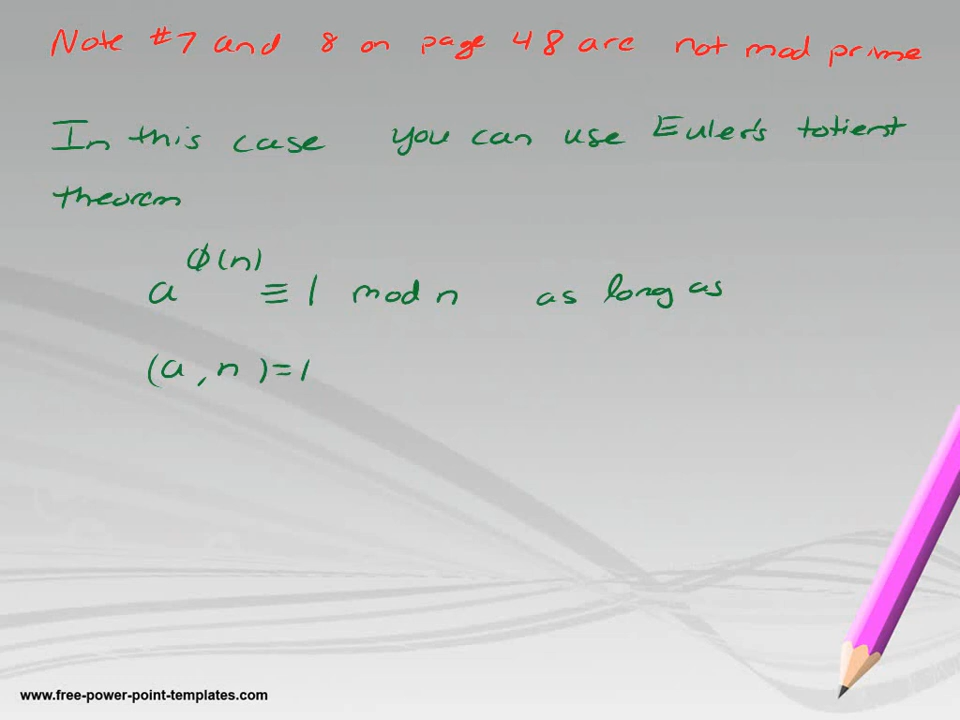 Note #7 and 8 on page 48 are not mod prime
In this case you can use Euler's totient
theorem
a^ϕ(n) ≡ 1 mod n as long as
(a, n) = 1
www.free-power-point-templates.com